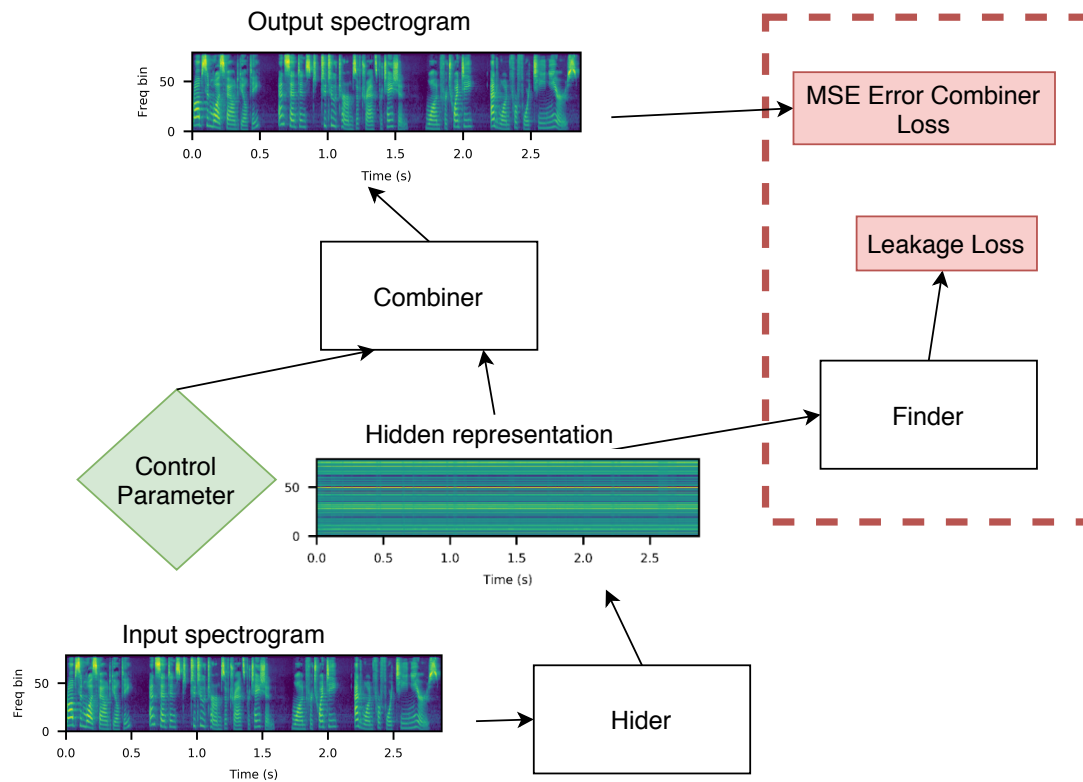 Output spectrogram
Freq bin
50
0
0.0 0.5 1.0 1.5 2.0 2.5
Time (s)
MSE Error Combiner
Loss
Leakage Loss
Combiner
Finder
Control
Parameter
Hidden representation
50
0
0.0 0.5 1.0 1.5 2.0 2.5
Time (s)
Input spectrogram
Freq bin
50
0
0.0 0.5 1.0 1.5 2.0 2.5
Time (s)
Hider